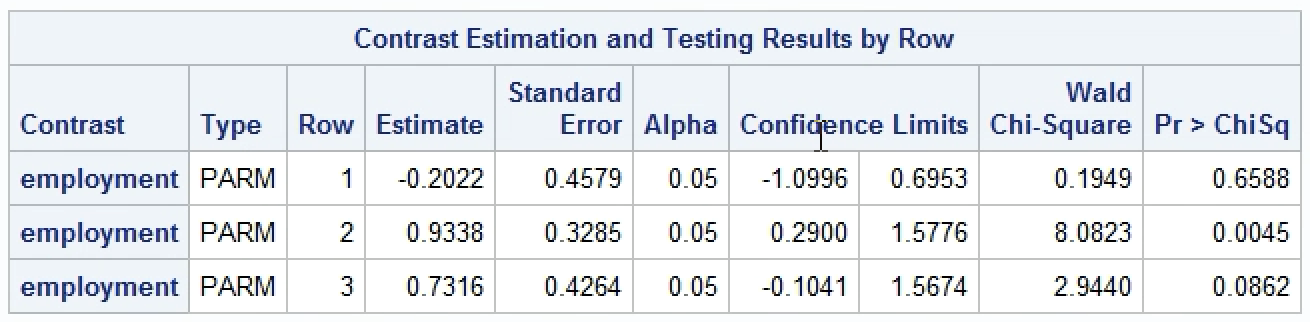 Contrast Estimation and Testing Results by Row
Contrast Type Row Estimate Standard Error Alpha Confidence Limits Wald Chi-Square Pr > ChiSq
employment PARM 1 -0.2022 0.4579 0.05 -1.0996 0.6953 0.1949 0.6588
employment PARM 2 0.9338 0.3285 0.05 0.2900 1.5776 8.0823 0.0045
employment PARM 3 0.7316 0.4264 0.05 -0.1041 1.5674 2.9440 0.0862